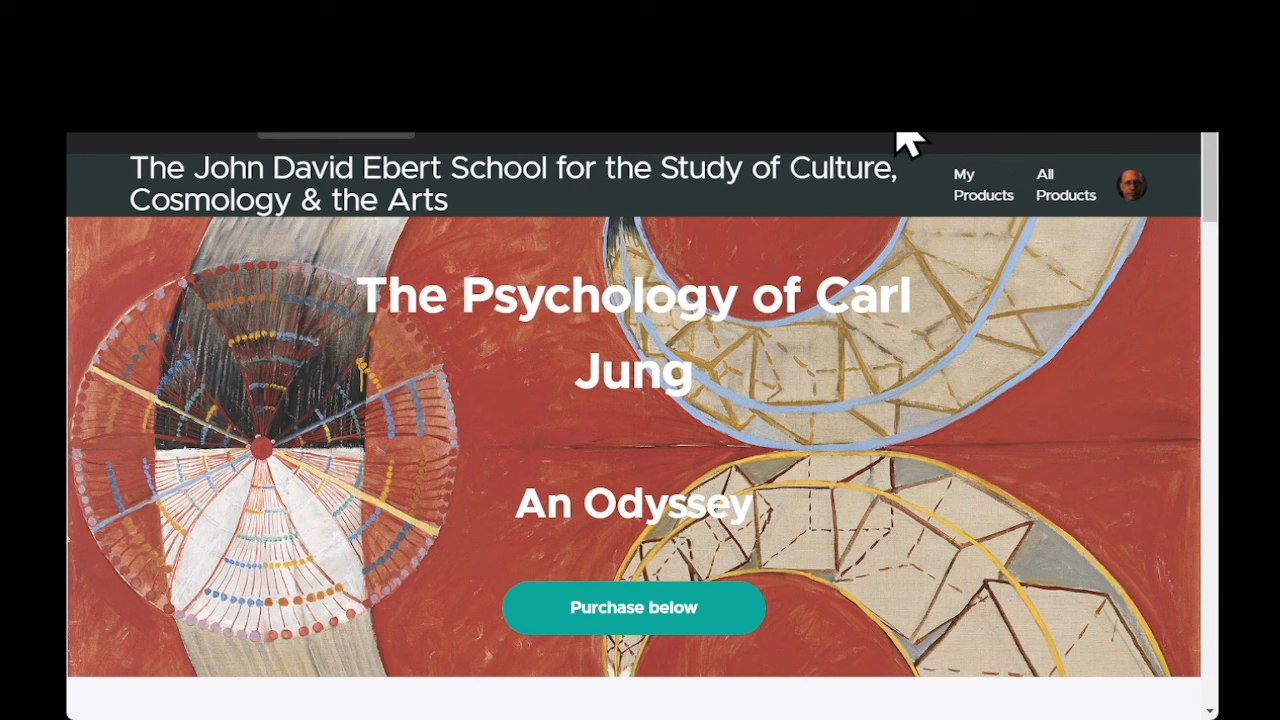 The John David Ebert School for the Study of Culture,
Cosmology & the Arts
My
Products
All
Products
The Psychology of Carl
Jung
An Odyssey
Purchase below